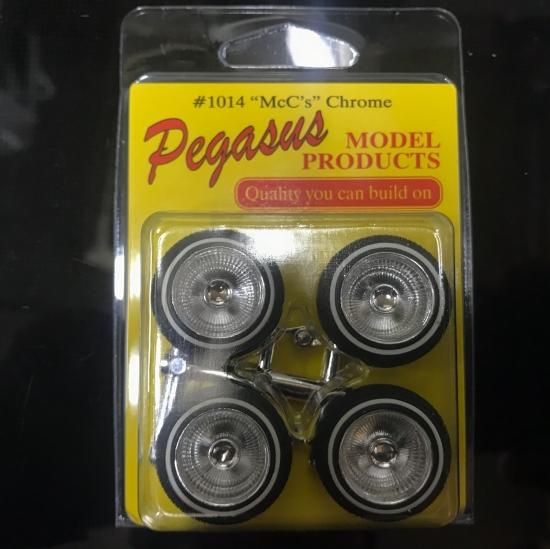 #1014 "McC's" Chrome
Pegasus
MODEL
PRODUCTS
Quality you can build on